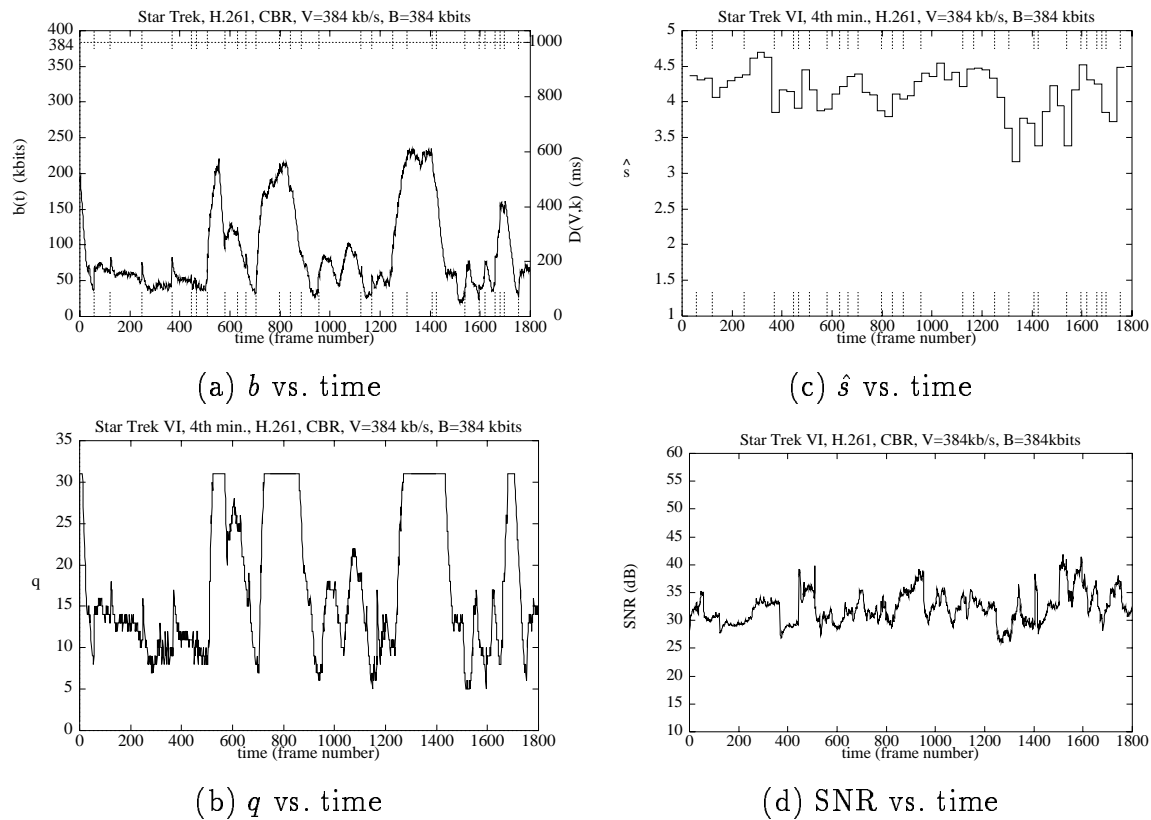 Star Trek, H.261, CBR, V=384 kb/s, B=384 kbits
400
384
350
300
250
200
150
100
50
0
b(t) (kbits)
1000
800
600
400
200
0
D(V,k) (ms)
0 200 400 600 800 1000 1200 1400 1600 1800
time (frame number)
(a) b vs. time
Star Trek VI, 4th min., H.261, CBR, V=384 kb/s, B=384 kbits
5
4.5
4
3.5
3
2.5
2
1.5
1
ŝ
0 200 400 600 800 1000 1200 1400 1600 1800
time (frame number)
(c) ŝ vs. time
Star Trek VI, 4th min., H.261, CBR, V=384 kb/s, B=384 kbits
35
30
25
20
15
10
5
0
q
0 200 400 600 800 1000 1200 1400 1600 1800
time (frame number)
(b) q vs. time
Star Trek VI, H.261, CBR, V=384kb/s, B=384kbits
60
55
50
45
40
35
30
25
20
15
10
SNR (dB)
0 200 400 600 800 1000 1200 1400 1600 1800
time (frame number)
(d) SNR vs. time